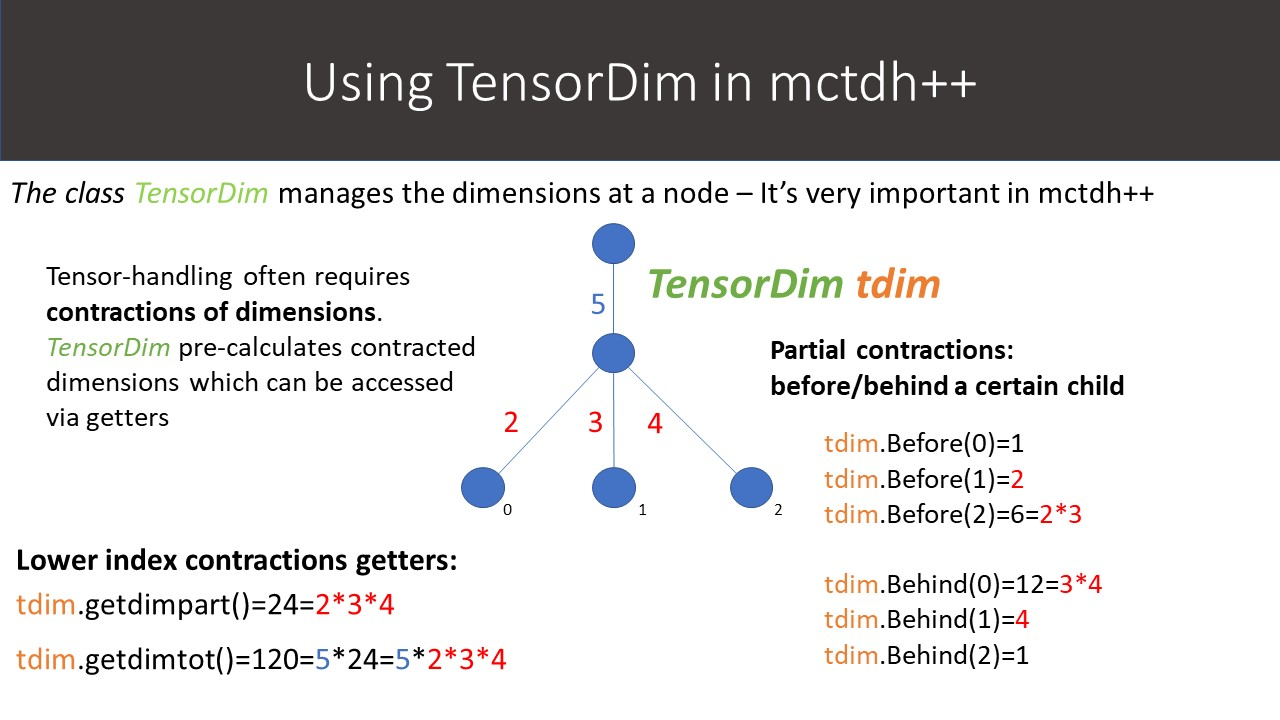 Using TensorDim in mctdh++
The class TensorDim manages the dimensions at a node – It's very important in mctdh++
Tensor-handling often requires
contractions of dimensions.
TensorDim pre-calculates contracted
dimensions which can be accessed
via getters
5
TensorDim tdim
2
3
4
0
1
2
Partial contractions:
before/behind a certain child
tdim.Before(0)=1
tdim.Before(1)=2
tdim.Before(2)=6=2*3
tdim.Behind(0)=12=3*4
tdim.Behind(1)=4
tdim.Behind(2)=1
Lower index contractions getters:
tdim.getdimpart()=24=2*3*4
tdim.getdimtot()=120=5*24=5*2*3*4